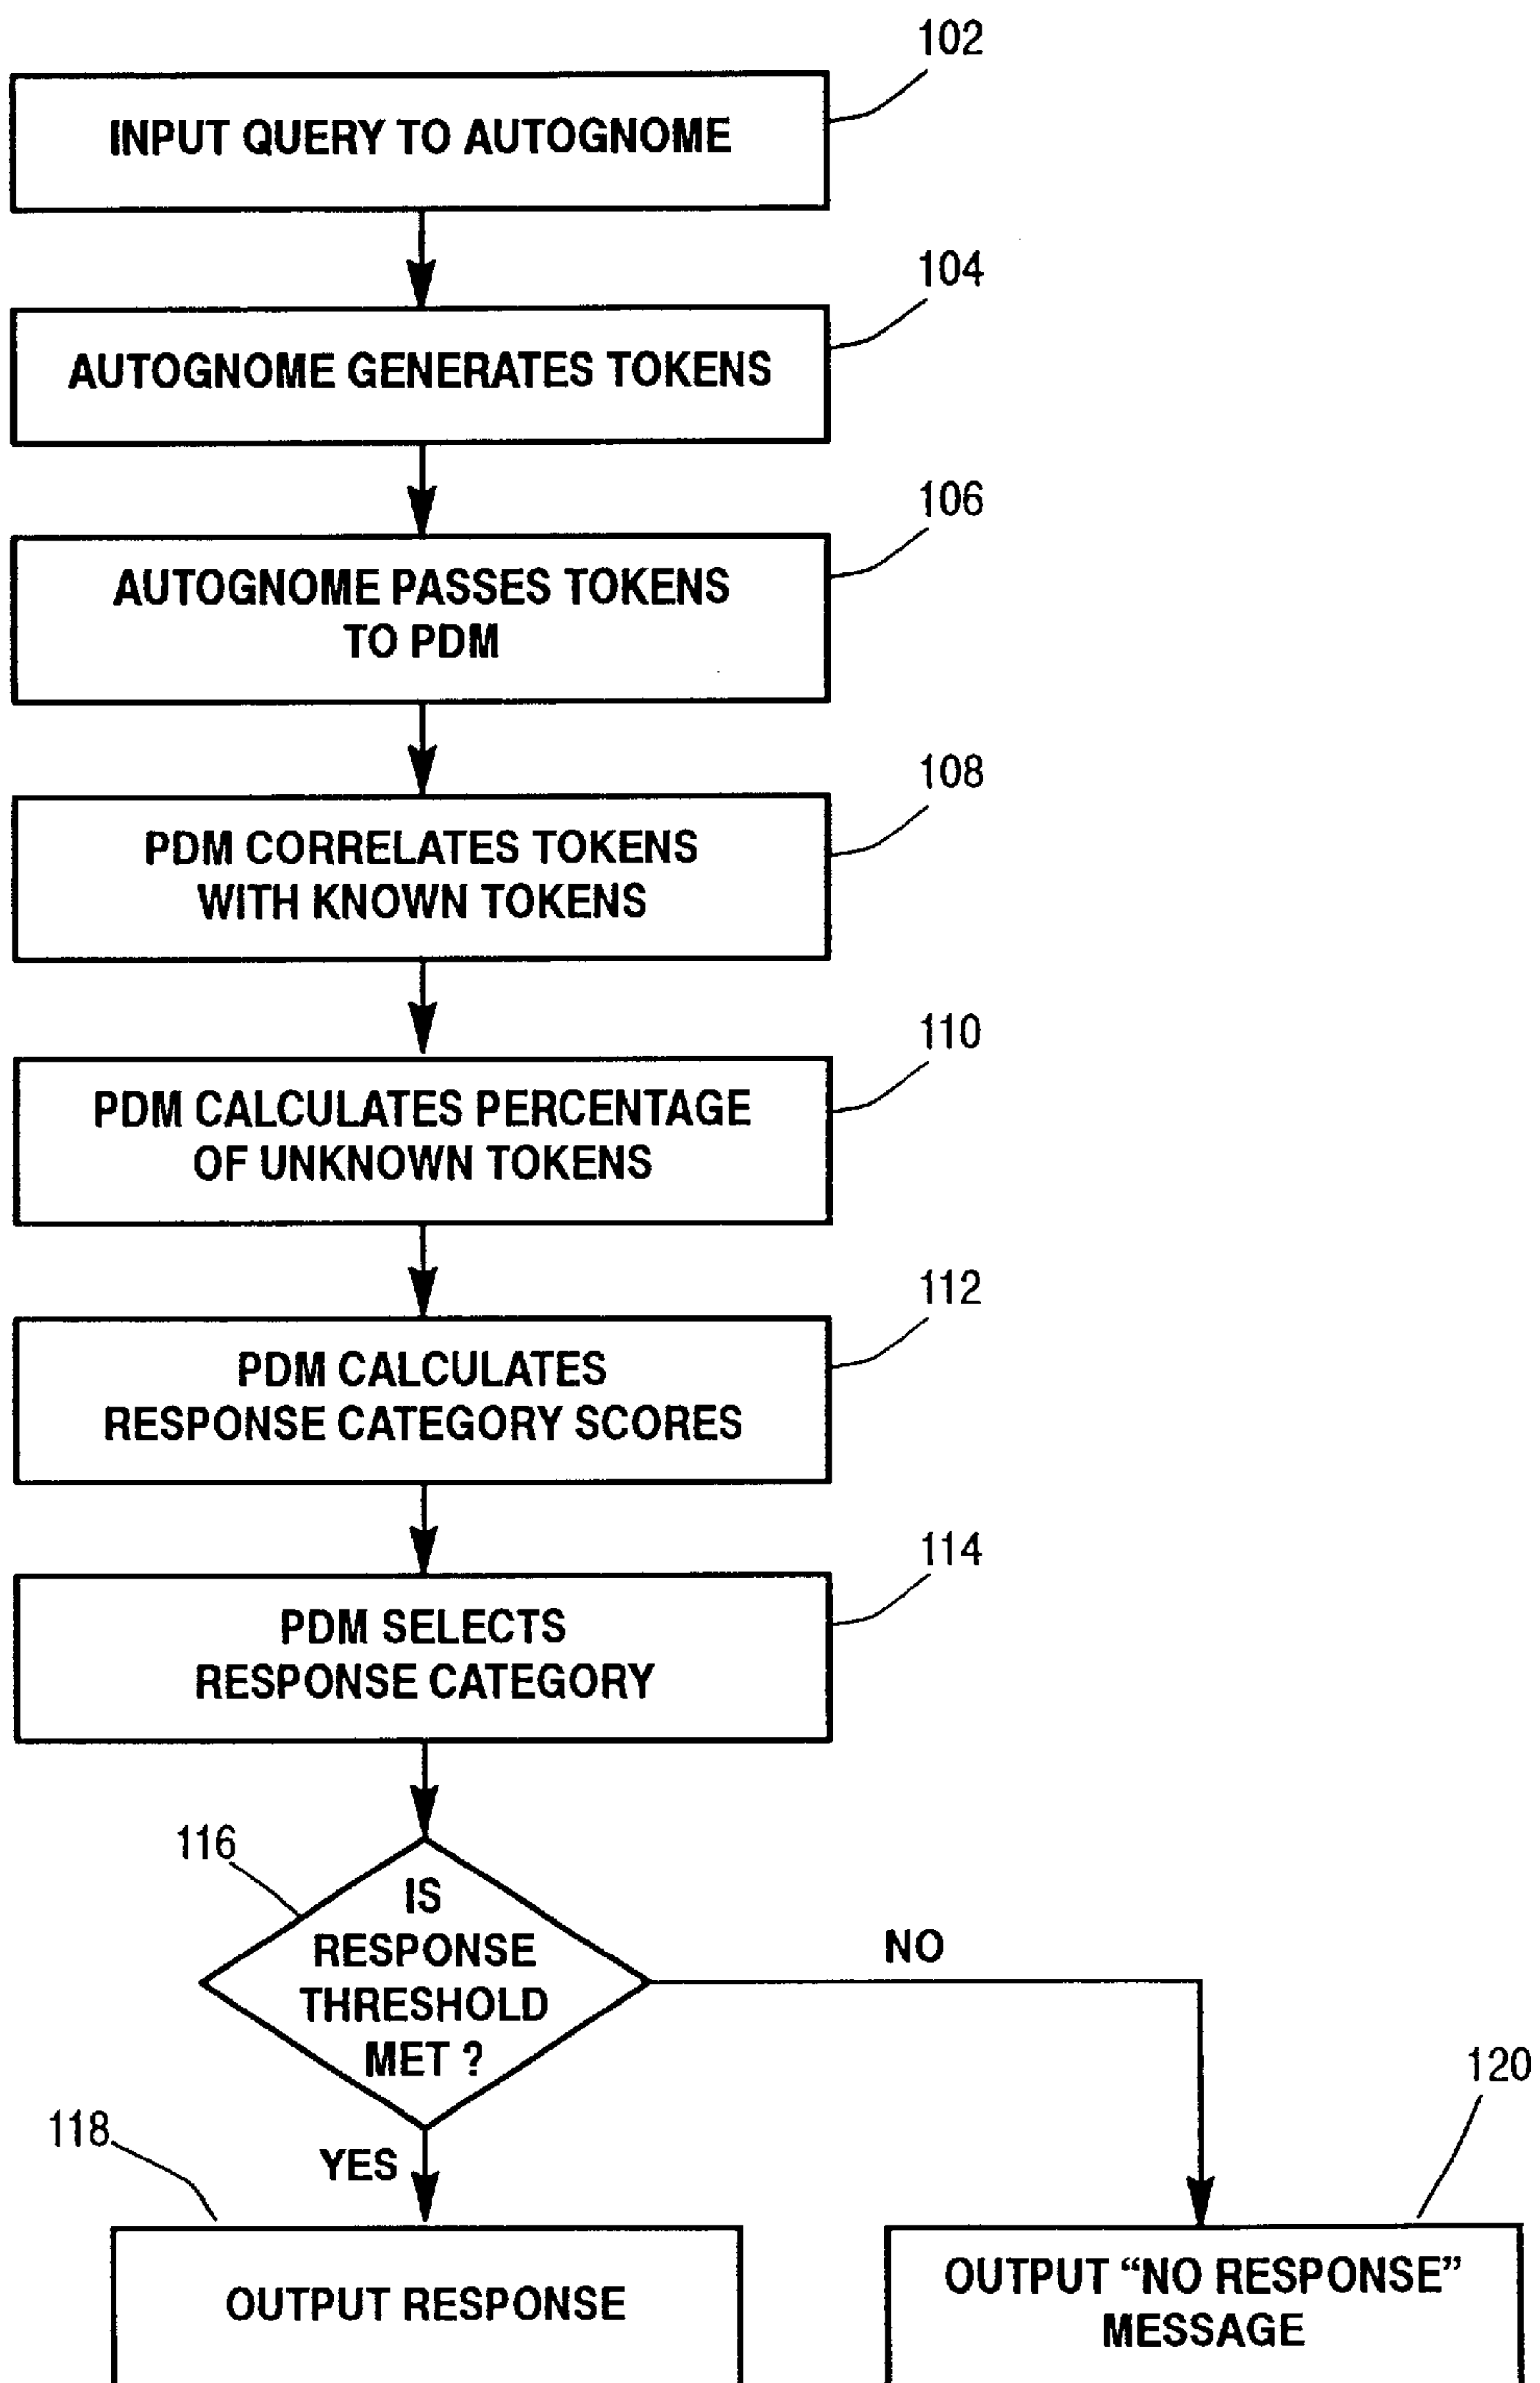 102
INPUT QUERY TO AUTOGNOME
104
AUTOGNOME GENERATES TOKENS
106
AUTOGNOME PASSES TOKENS
TO PDM
108
PDM CORRELATES TOKENS
WITH KNOWN TOKENS
110
PDM CALCULATES PERCENTAGE
OF UNKNOWN TOKENS
112
PDM CALCULATES
RESPONSE CATEGORY SCORES
114
PDM SELECTS
RESPONSE CATEGORY
116
IS
RESPONSE
THRESHOLD
MET ?
NO
120
118
YES
OUTPUT RESPONSE
OUTPUT “NO RESPONSE”
MESSAGE